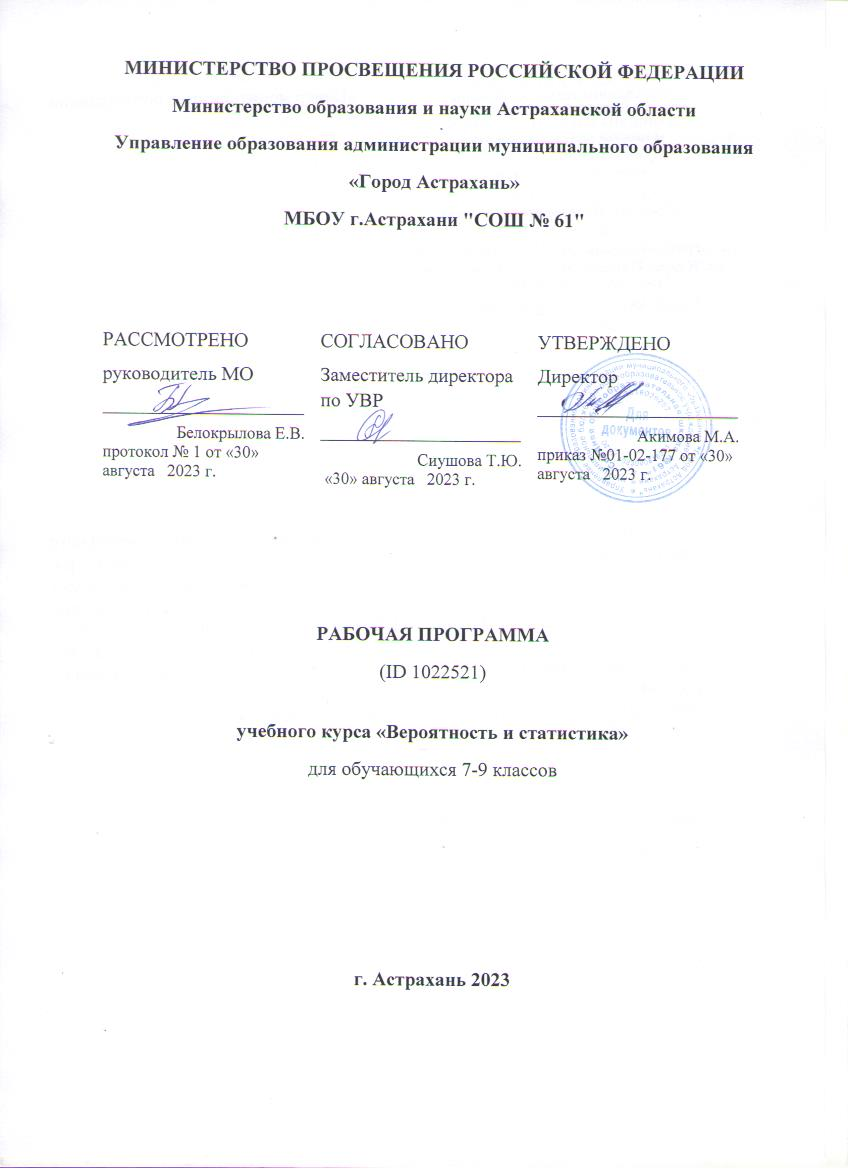 МИНИСТЕРСТВО ПРОСВЕЩЕНИЯ РОССИЙСКОЙ ФЕДЕРАЦИИ
Министерство образования и науки Астраханской области
Управление образования администрации муниципального образования
«Город Астрахань»
МБОУ г.Астрахани "СОШ № 61"
РАССМОТРЕНО
руководитель МО
Белокрылова Е.В.
протокол № 1 от «30»
августа 2023 г.
СОГЛАСОВАНО
Заместитель директора
по УВР
Сиушова Т.Ю.
«30» августа 2023 г.
УТВЕРЖДЕНО
Директор
Акимова М.А.
приказ №01-02-177 от «30»
августа 2023 г.
Для
документов
РАБОЧАЯ ПРОГРАММА
(ID 1022521)
учебного курса «Вероятность и статистика»
для обучающихся 7-9 классов
г. Астрахань 2023